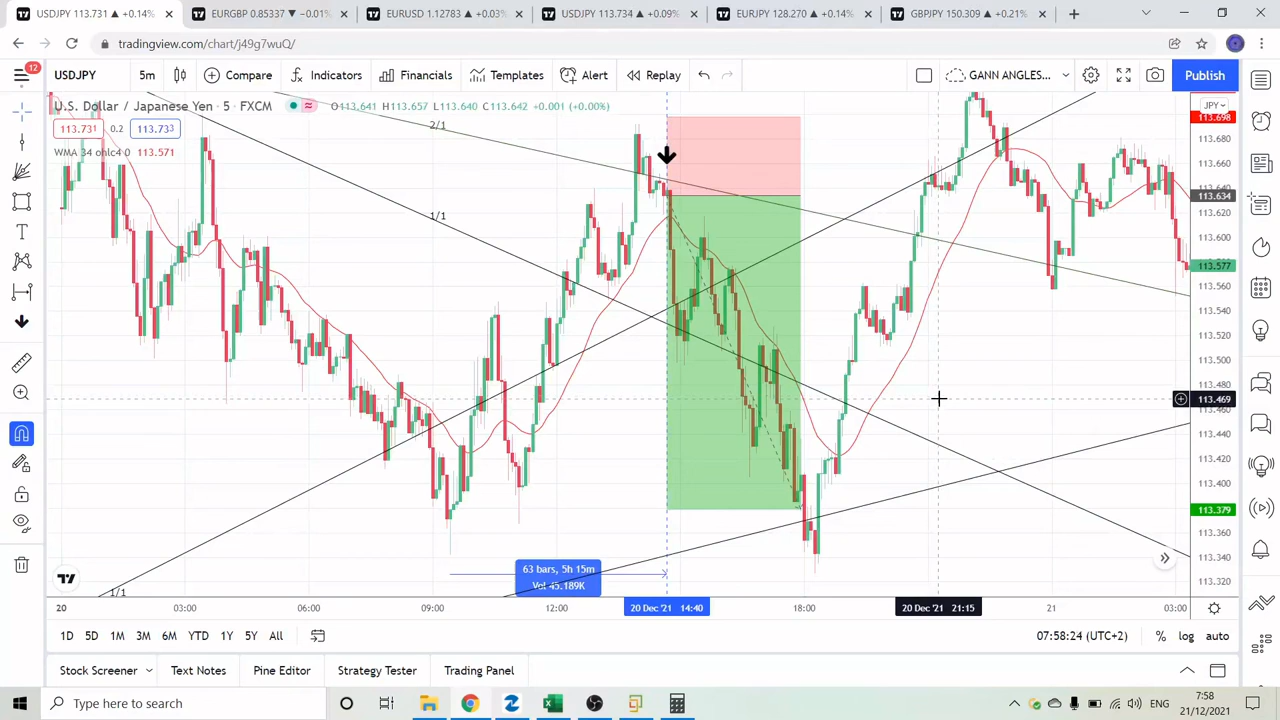 USDJPY 113.731 ▲ +0.14%
EURGBP 0.85337 ▼ −0.01%
EURUSD 1.1279 ▲ +0.03%
USDJPY 113.734 ▲ +0.09%
EURJPY 128.270 ▲ +0.14%
GBPJPY 150.309 ▲ +0.21%
tradingview.com/chart/j49g7wuQ/
12
USDJPY
5m
Compare
Indicators
Financials
Templates
Alert
Replay
GANN ANGLES...
Publish
U.S. Dollar / Japanese Yen · 5 · FXCM
O113.641 H113.657 L113.640 C113.642 +0.001 (+0.00%)
JPY
113.731 0.2 113.733
WMA 34 ohlc4 0 113.571
2/1
1/1
1/1
113.698
113.680
113.660
113.640
113.634
113.620
113.600
113.577
113.560
113.540
113.520
113.500
113.480
113.469
113.460
113.440
113.420
113.400
113.379
113.360
113.340
113.320
63 bars, 5h 15m
Vol 45.189K
20
03:00
06:00
09:00
12:00
20 Dec '21 14:40
18:00
20 Dec '21 21:15
21
03:00
1D 5D 1M 3M 6M YTD 1Y 5Y All
07:58:24 (UTC+2)
% log auto
Stock Screener
Text Notes
Pine Editor
Strategy Tester
Trading Panel
Type here to search
ENG
7:58
21/12/2021